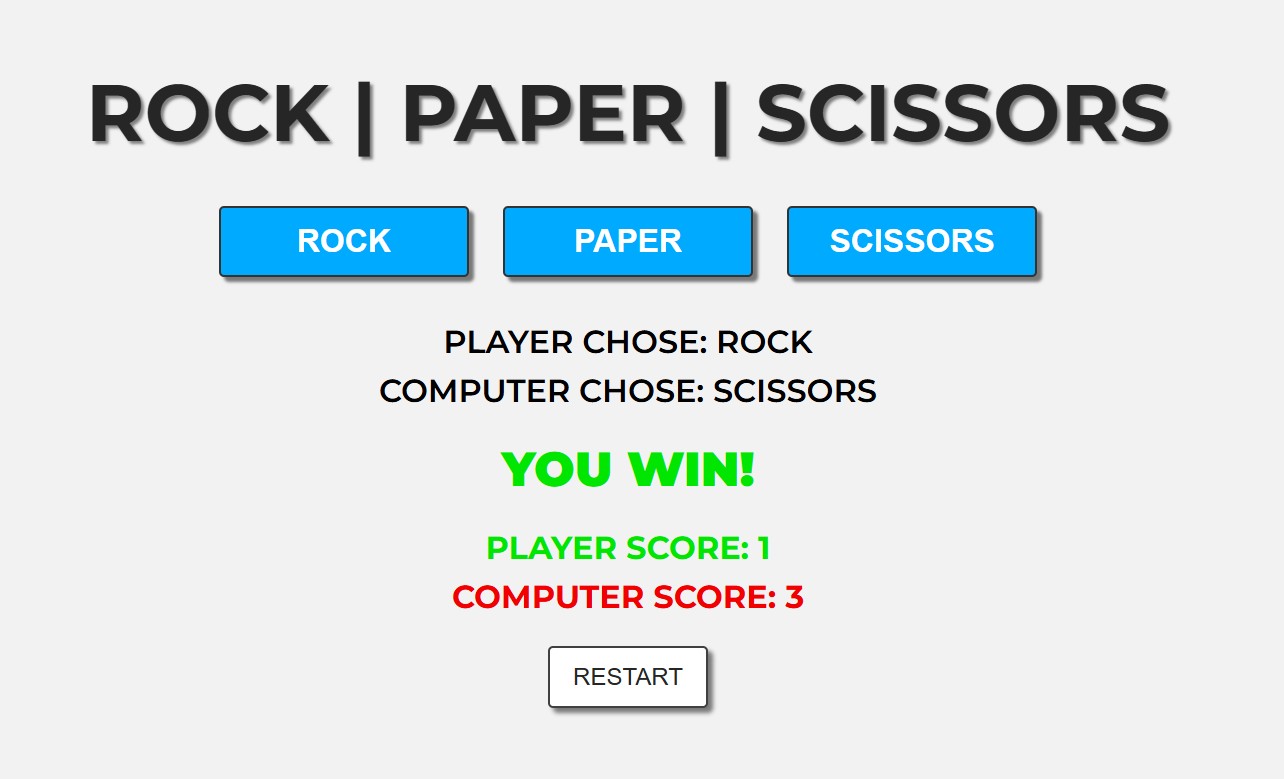 ROCK | PAPER | SCISSORS
ROCK PAPER SCISSORS
PLAYER CHOSE: ROCK
COMPUTER CHOSE: SCISSORS
YOU WIN!
PLAYER SCORE: 1
COMPUTER SCORE: 3
RESTART